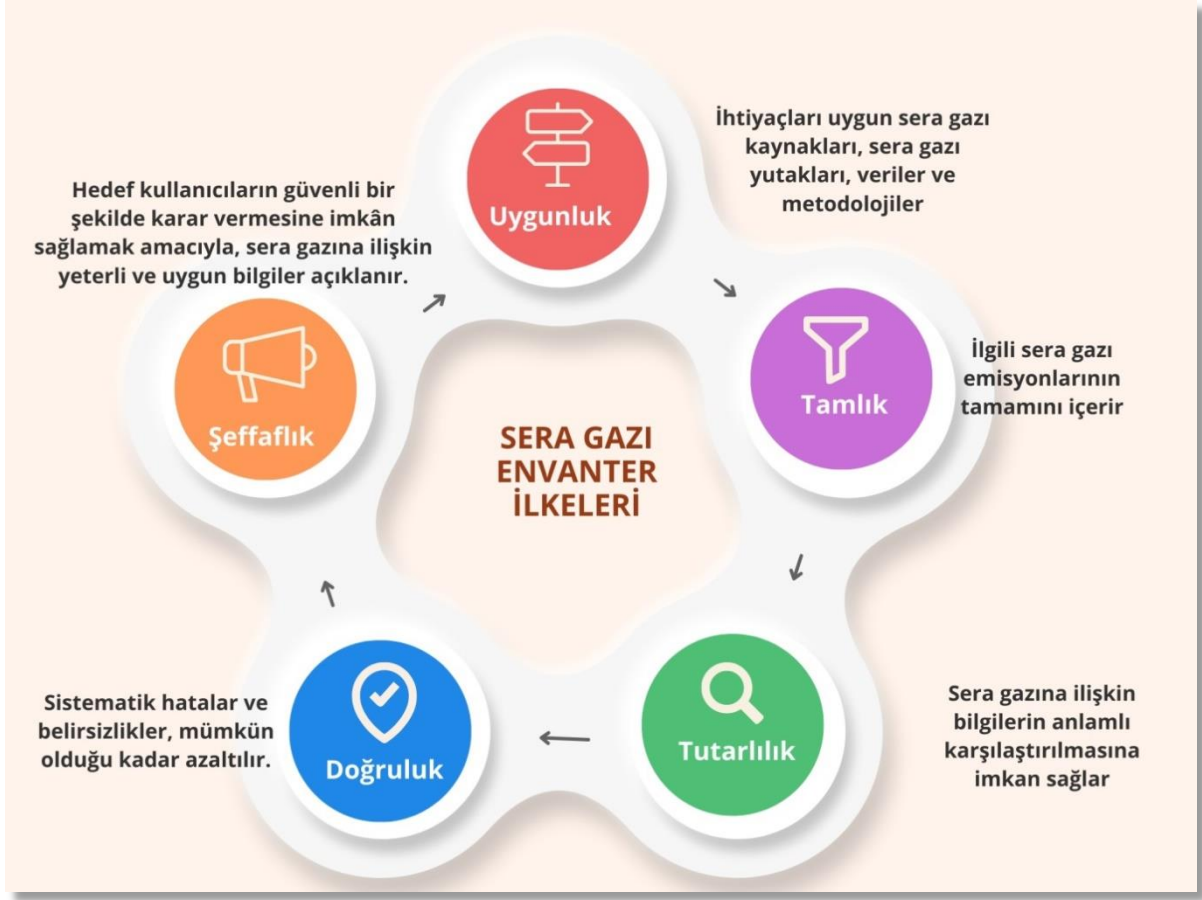 SERA GAZI
ENVANTER
İLKELERİ
Uygunluk
İhtiyaçları uygun sera gazı
kaynakları, sera gazı
yutakları, veriler ve
metodolojiler
Tamlık
İlgili sera gazı
emisyonlarının
tamamını içerir
Tutarlılık
Sera gazına ilişkin
bilgilerin anlamlı
karşılaştırılmasına
imkan sağlar
Doğruluk
Sistematik hatalar ve
belirsizlikler, mümkün
olduğu kadar azaltılır.
Şeffaflık
Hedef kullanıcıların güvenli bir
şekilde karar vermesine imkân
sağlamak amacıyla, sera gazına ilişkin
yeterli ve uygun bilgiler açıklanır.